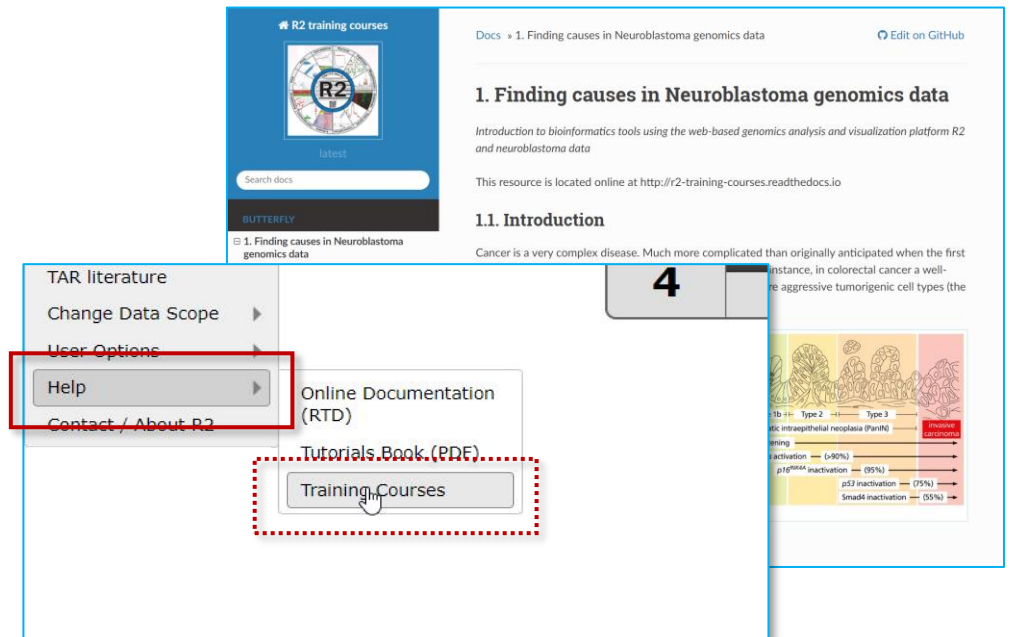 R2 training courses
R2
latest
Search docs
BUTTERFLY
1. Finding causes in Neuroblastoma
genomics data
Docs » 1. Finding causes in Neuroblastoma genomics data
Edit on GitHub
1. Finding causes in Neuroblastoma genomics data
Introduction to bioinformatics tools using the web-based genomics analysis and visualization platform R2
and neuroblastoma data
This resource is located online at http://r2-training-courses.readthedocs.io
1.1. Introduction
Cancer is a very complex disease. Much more complicated than originally anticipated when the first
instance, in colorectal cancer a well-
re aggressive tumorigenic cell types (the
1b Type 2 Type 3
tic intraepithelial neoplasia (PanIN)
invasive
carcinoma
ening
activation — (>90%)
inactivation — (95%)
p53 inactivation — (75%)
Smad4 inactivation — (55%)
4
TAR literature
Change Data Scope
User Options
Help
Contact / About R2
Online Documentation
(RTD)
Tutorials Book (PDF)
Training Courses